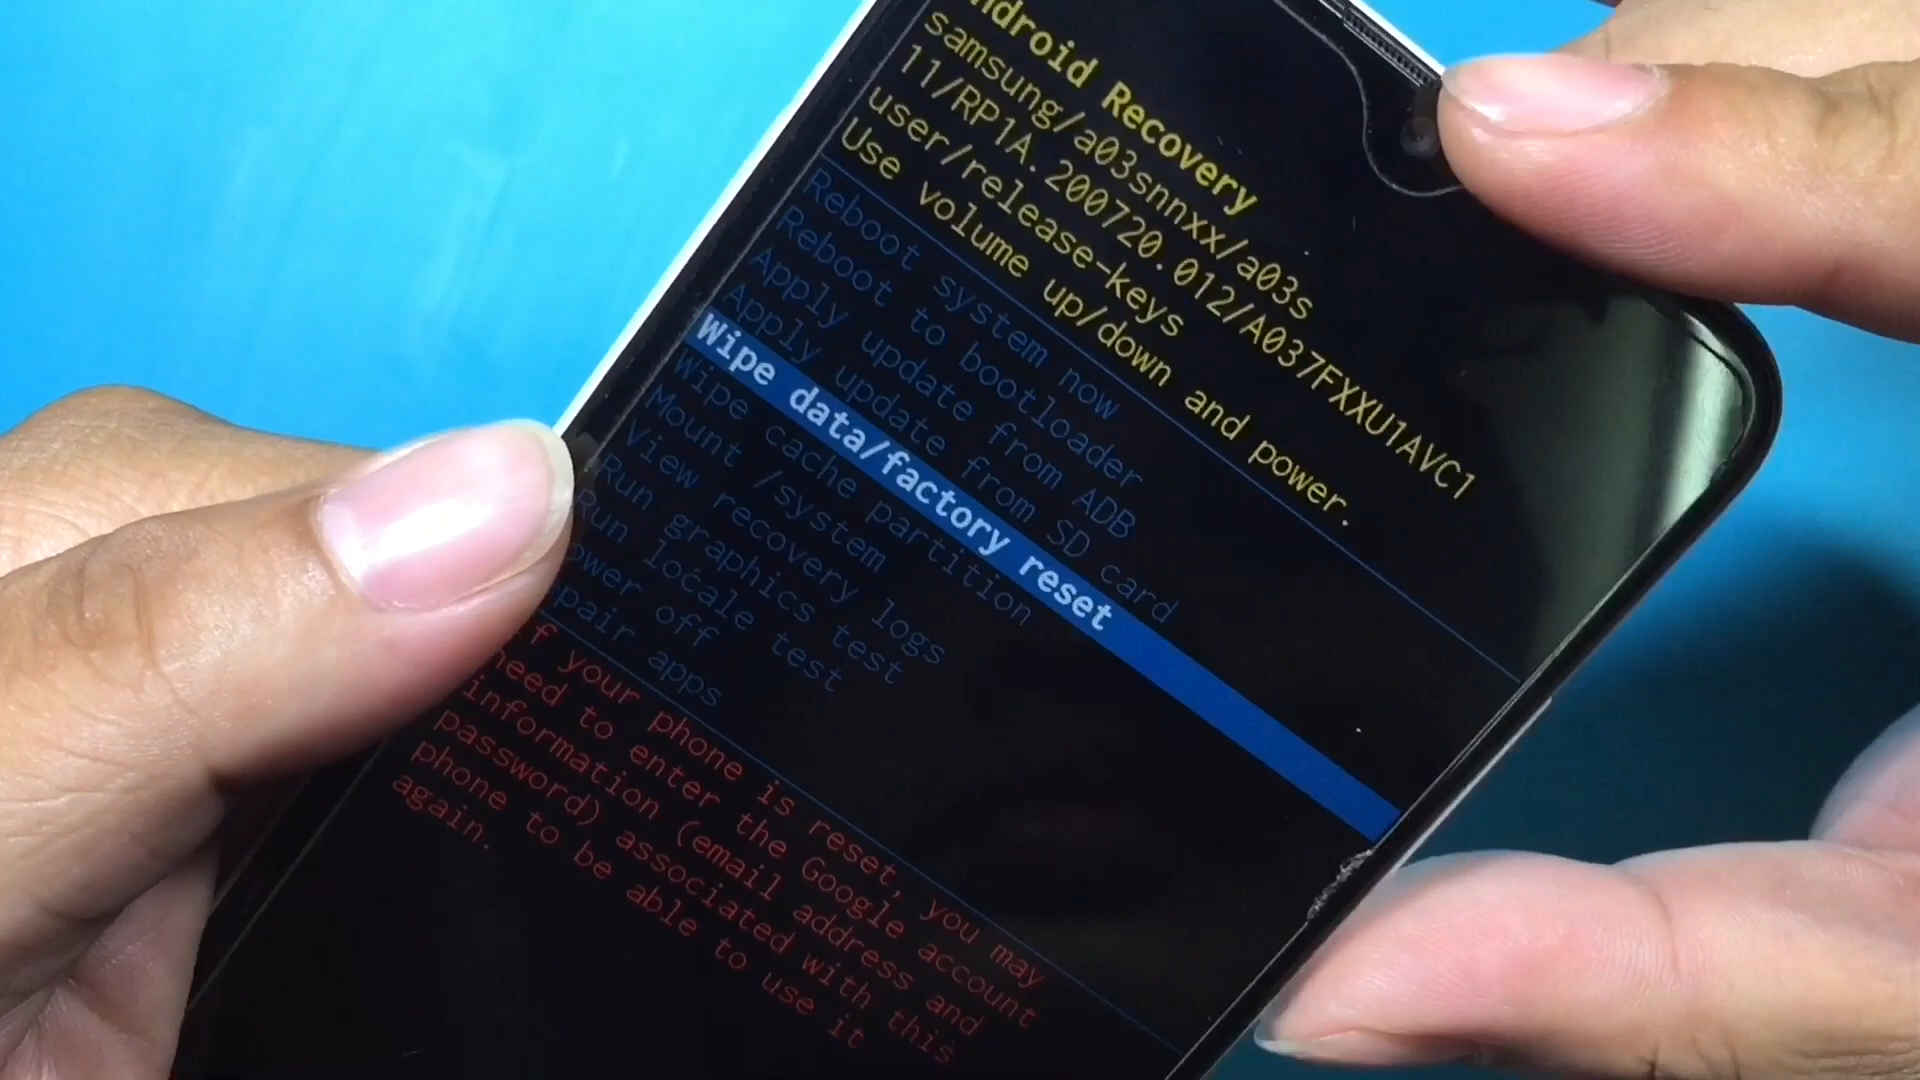 ndroid Recovery
samsung/a03snnxx/a03s
11/RP1A.200720.012/A037FXXU1AVC1
user/release-keys
Use volume up/down and power.
Reboot system now
Reboot to bootloader
Apply update from ADB
Apply update from SD card
Wipe data/factory reset
Wipe cache partition
Mount /system
View recovery logs
Run graphics test
Run locale test
ower off
pair apps
f your phone is reset, you may
need to enter the Google account
information (email address and
password) associated with this
phone to be able to use it
again.